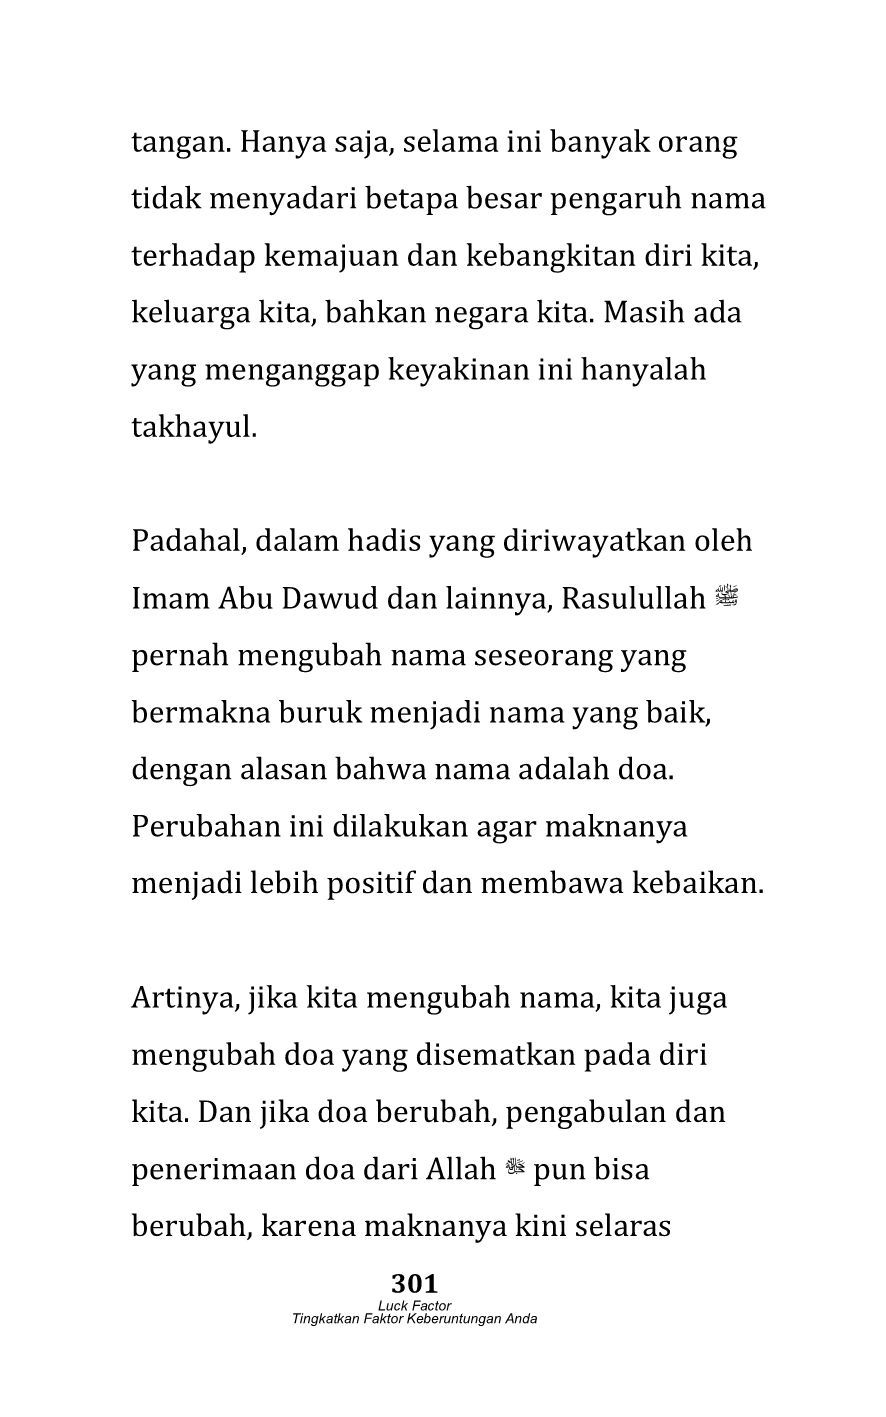 tangan. Hanya saja, selama ini banyak orang
tidak menyadari betapa besar pengaruh nama
terhadap kemajuan dan kebangkitan diri kita,
keluarga kita, bahkan negara kita. Masih ada
yang menganggap keyakinan ini hanyalah
takhayul.
Padahal, dalam hadis yang diriwayatkan oleh
Imam Abu Dawud dan lainnya, Rasulullah ﷺ
pernah mengubah nama seseorang yang
bermakna buruk menjadi nama yang baik,
dengan alasan bahwa nama adalah doa.
Perubahan ini dilakukan agar maknanya
menjadi lebih positif dan membawa kebaikan.
Artinya, jika kita mengubah nama, kita juga
mengubah doa yang disematkan pada diri
kita. Dan jika doa berubah, pengabulan dan
penerimaan doa dari Allah ﷻ pun bisa
berubah, karena maknanya kini selaras
301
Luck Factor
Tingkatkan Faktor Keberuntungan Anda